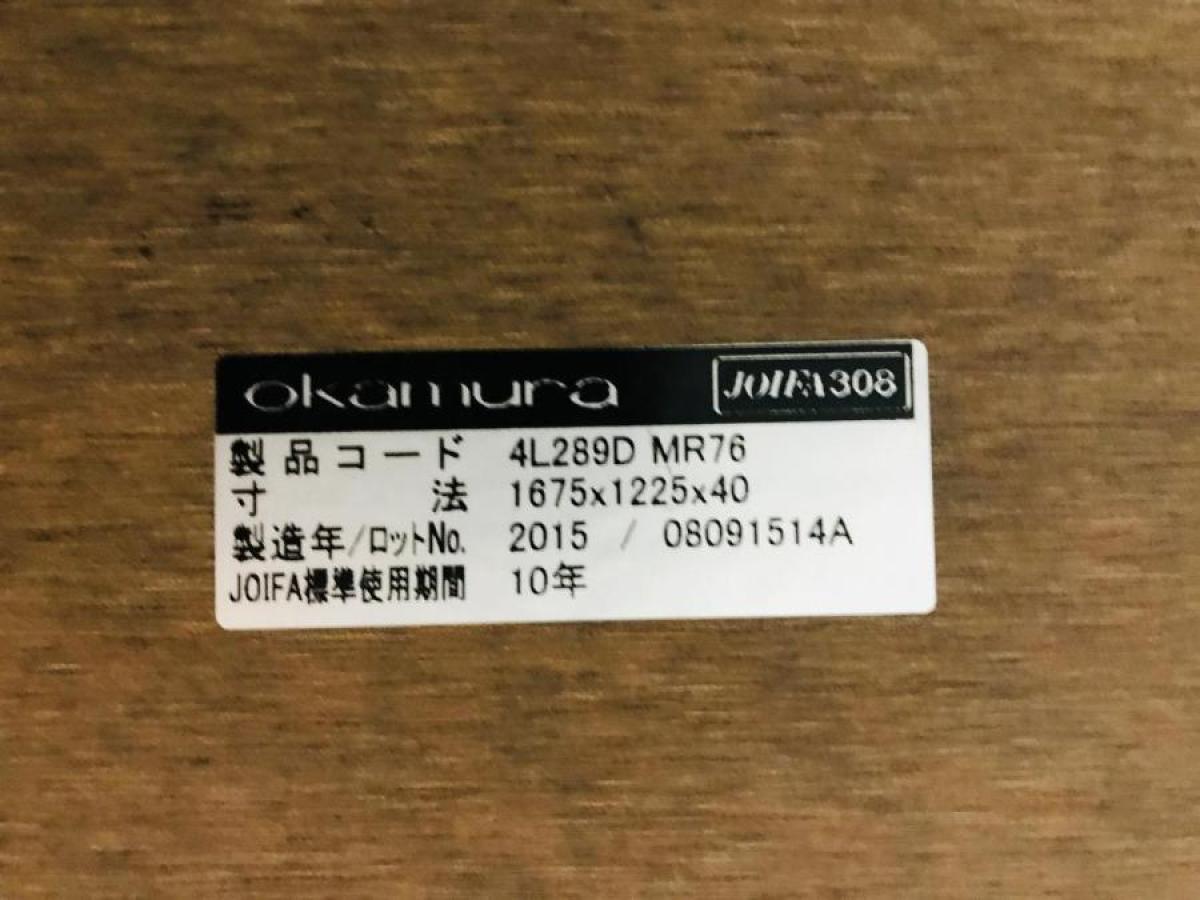 okamura JOIFA308
製品コード 4L289D MR76
寸法 1675x1225x40
製造年/ロットNo. 2015 / 08091514A
JOIFA標準使用期間 10年